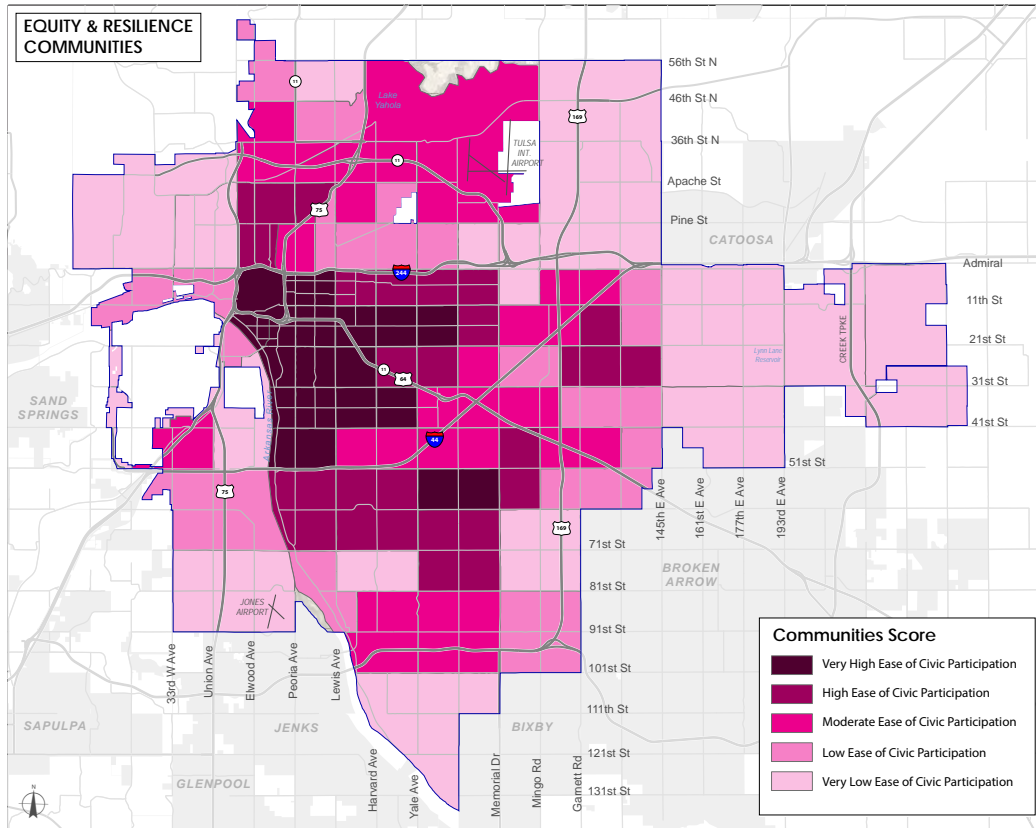 EQUITY & RESILIENCE
COMMUNITIES
56th St N
11
Lake
Yahola
46th St N
169
TULSA
INT.
AIRPORT
36th St N
11
Apache St
75
Pine St
CATOOSA
Admiral
244
11th St
CREEK TPKE
21st St
Lynn Lane
Reservoir
11
64
31st St
SAND
SPRINGS
Arkansas River
41st St
44
51st St
75
145th E Ave
161st E Ave
177th E Ave
193rd E Ave
169
71st St
BROKEN
ARROW
81st St
JONES
AIRPORT
91st St
33rd W Ave
Union Ave
Elwood Ave
Peoria Ave
Lewis Ave
101st St
111th St
SAPULPA
JENKS
BIXBY
121st St
GLENPOOL
Harvard Ave
Yale Ave
Memorial Dr
Mingo Rd
Garnett Rd
131st St
N
Communities Score
Very High Ease of Civic Participation
High Ease of Civic Participation
Moderate Ease of Civic Participation
Low Ease of Civic Participation
Very Low Ease of Civic Participation